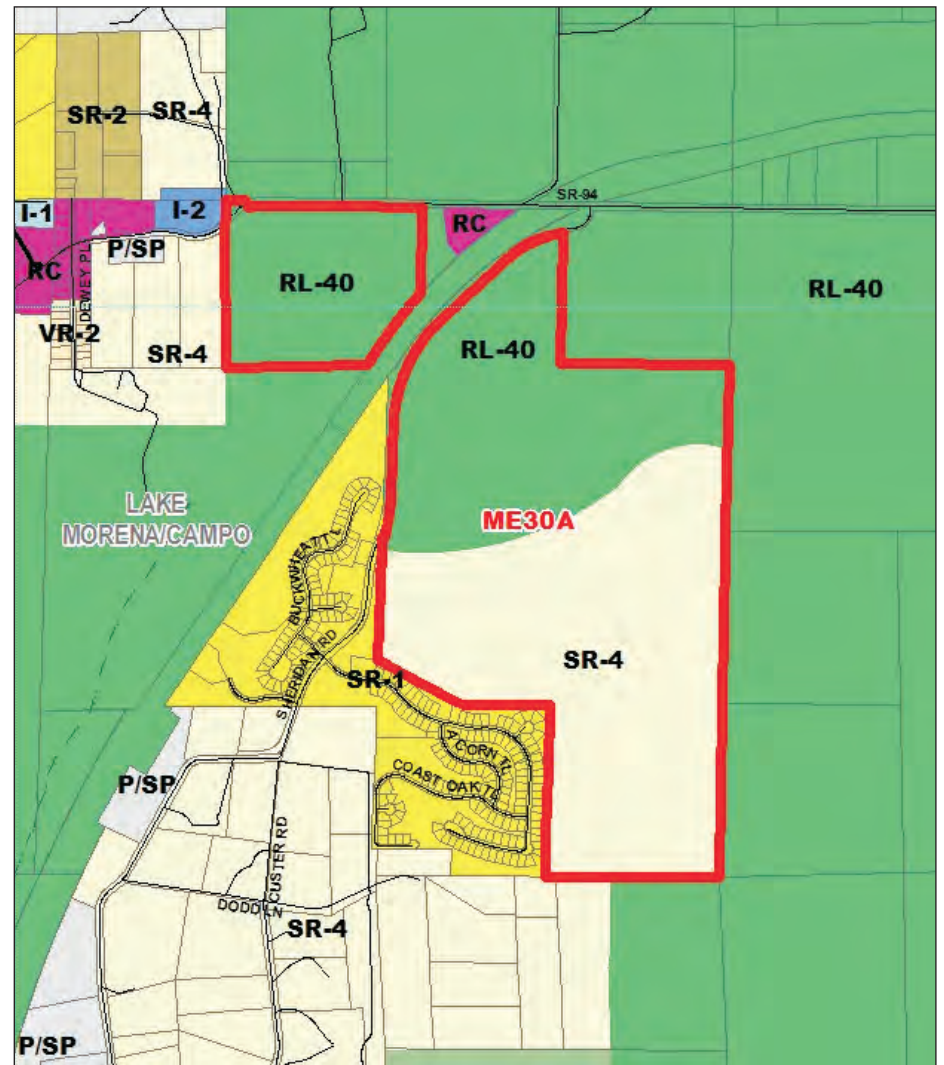 SR-2
SR-4
SR-94
I-1
I-2
RC
P/SP
RC
DEWEY PL
RL-40
RL-40
VR-2
SR-4
RL-40
LAKE
MORENA/CAMPO
ME30A
BUCKWHEAT TL
SHERIDAN RD
SR-4
SR-1
ACORN TL
COAST OAK TL
P/SP
CUSTER RD
DODD LN
SR-4
P/SP